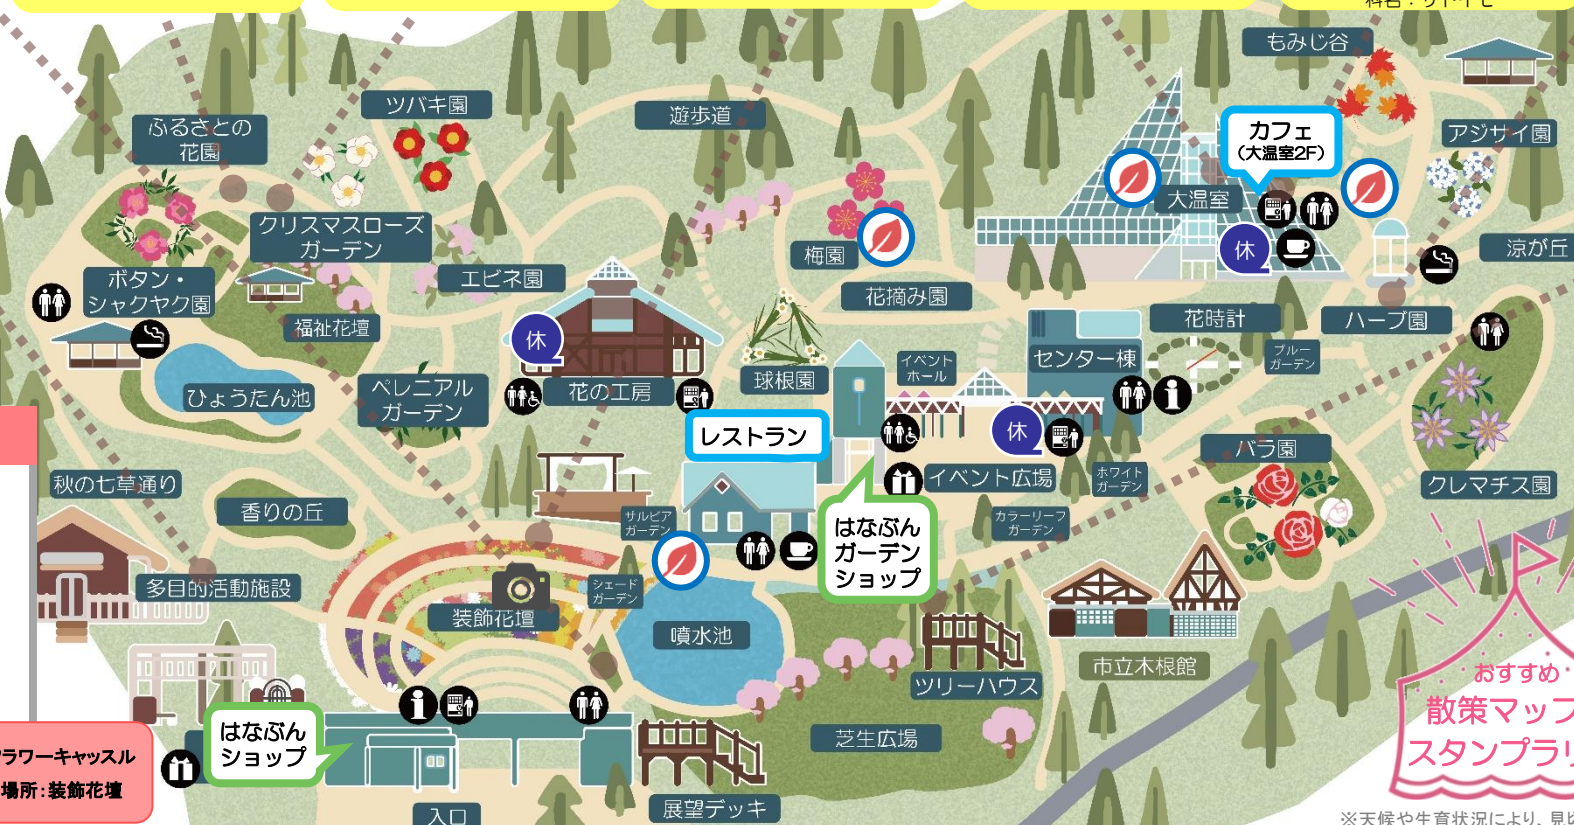 もみじ谷
ツバキ園
遊歩道
カフェ
(大温室2F)
アジサイ園
ふるさとの
花園
大温室
クリスマスローズ
ガーデン
梅園
休
涼が丘
ボタン・
シャクヤク園
エビネ園
花摘み園
福祉花壇
花時計
ハーブ園
休
イベント
ホール
センター棟
ブルー
ガーデン
ひょうたん池
ペレニアル
ガーデン
花の工房
球根園
レストラン
休
バラ園
秋の七草通り
イベント広場
ホワイト
ガーデン
クレマチス園
香りの丘
サルビア
ガーデン
はなぶん
ガーデン
ショップ
カラーリーフ
ガーデン
多目的活動施設
シェード
ガーデン
装飾花壇
噴水池
市立木根館
おすすめ
ツリーハウス
散策マップ
はなぶん
ショップ
芝生広場
スタンプラリ
フラワーキャッスル
場所:装飾花壇
展望デッキ
入口